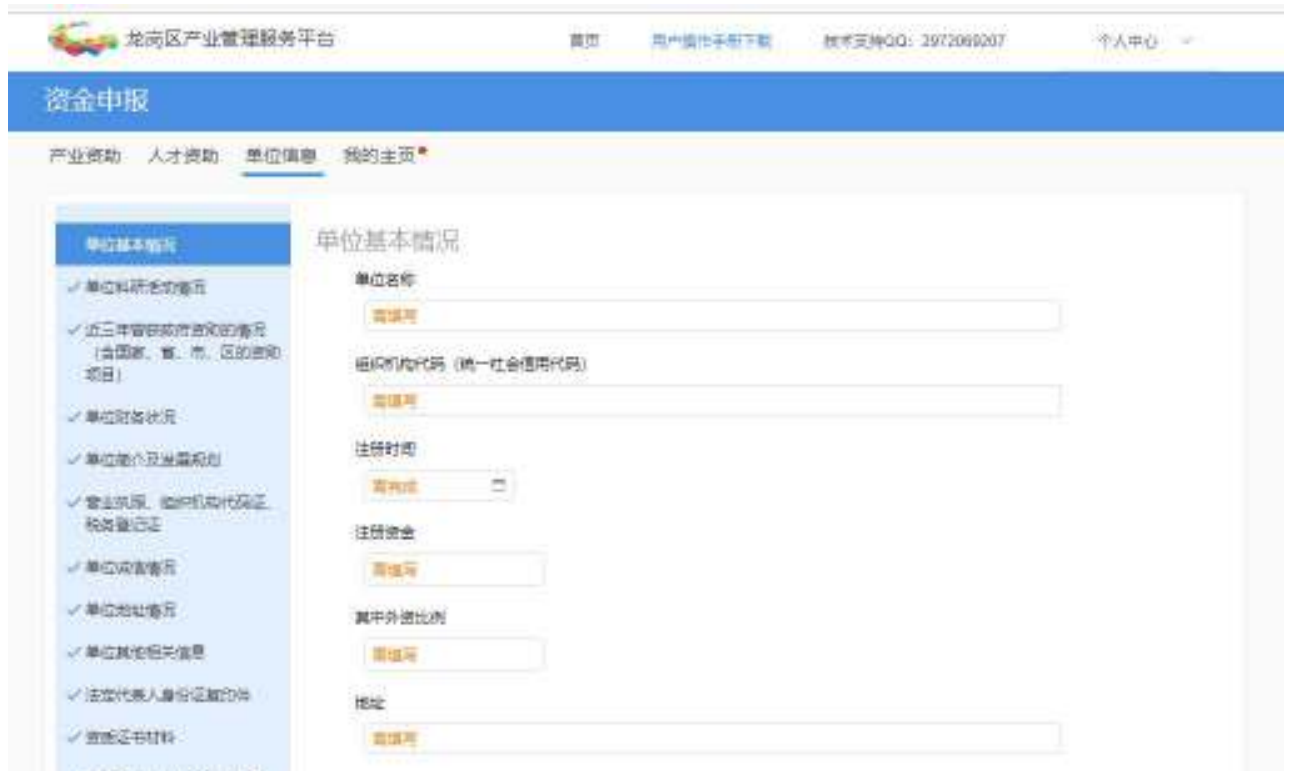 龙岗区产业管理服务平台
首页
用户操作手册下载
技术支持QQ：2972069207
个人中心
资金申报
产业资助
人才资助
单位信息
我的主页
单位基本情况
单位科研活动情况
近三年曾获政府资助的情况
（含国家、省、市、区的资助
项目）
单位财务状况
单位简介及发展规划
营业执照、组织机构代码证、
税务登记证
单位诚信情况
单位地址情况
单位其他相关信息
法定代表人身份证复印件
资质证书材料
单位基本情况
单位名称
需填写
组织机构代码（统一社会信用代码）
需填写
注册时间
注册资金
需填写
其中外资比例
需填写
地址
需填写